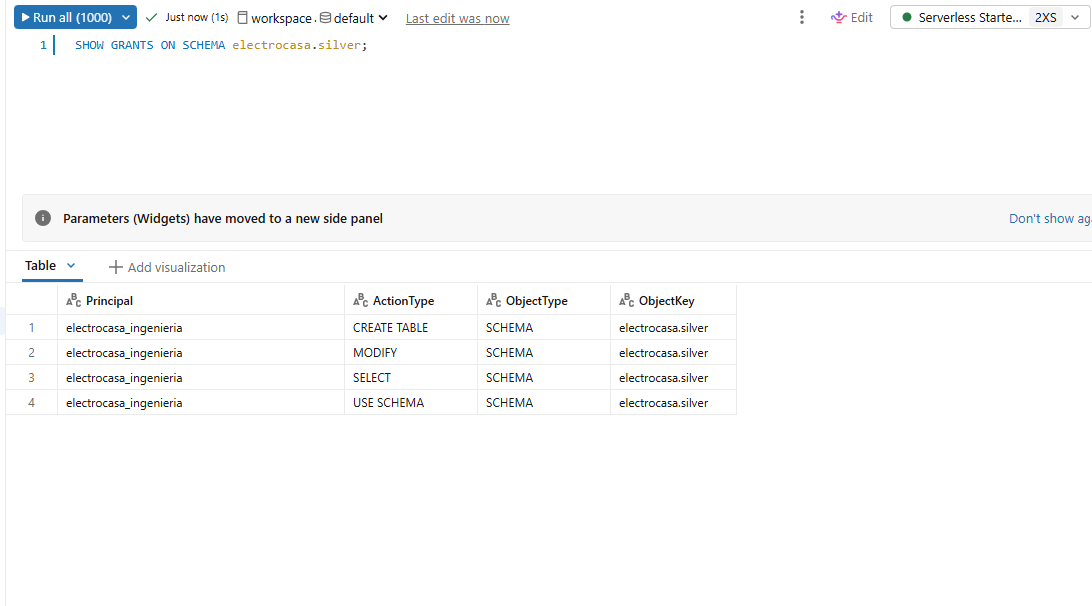 Run all (1000) Just now (1s) workspace . default Last edit was now Edit Serverless Starte... 2XS
1 SHOW GRANTS ON SCHEMA electrocasa.silver;
Parameters (Widgets) have moved to a new side panel Don't show aga
Table Add visualization
Principal ActionType ObjectType ObjectKey
1 electrocasa_ingenieria CREATE TABLE SCHEMA electrocasa.silver
2 electrocasa_ingenieria MODIFY SCHEMA electrocasa.silver
3 electrocasa_ingenieria SELECT SCHEMA electrocasa.silver
4 electrocasa_ingenieria USE SCHEMA SCHEMA electrocasa.silver